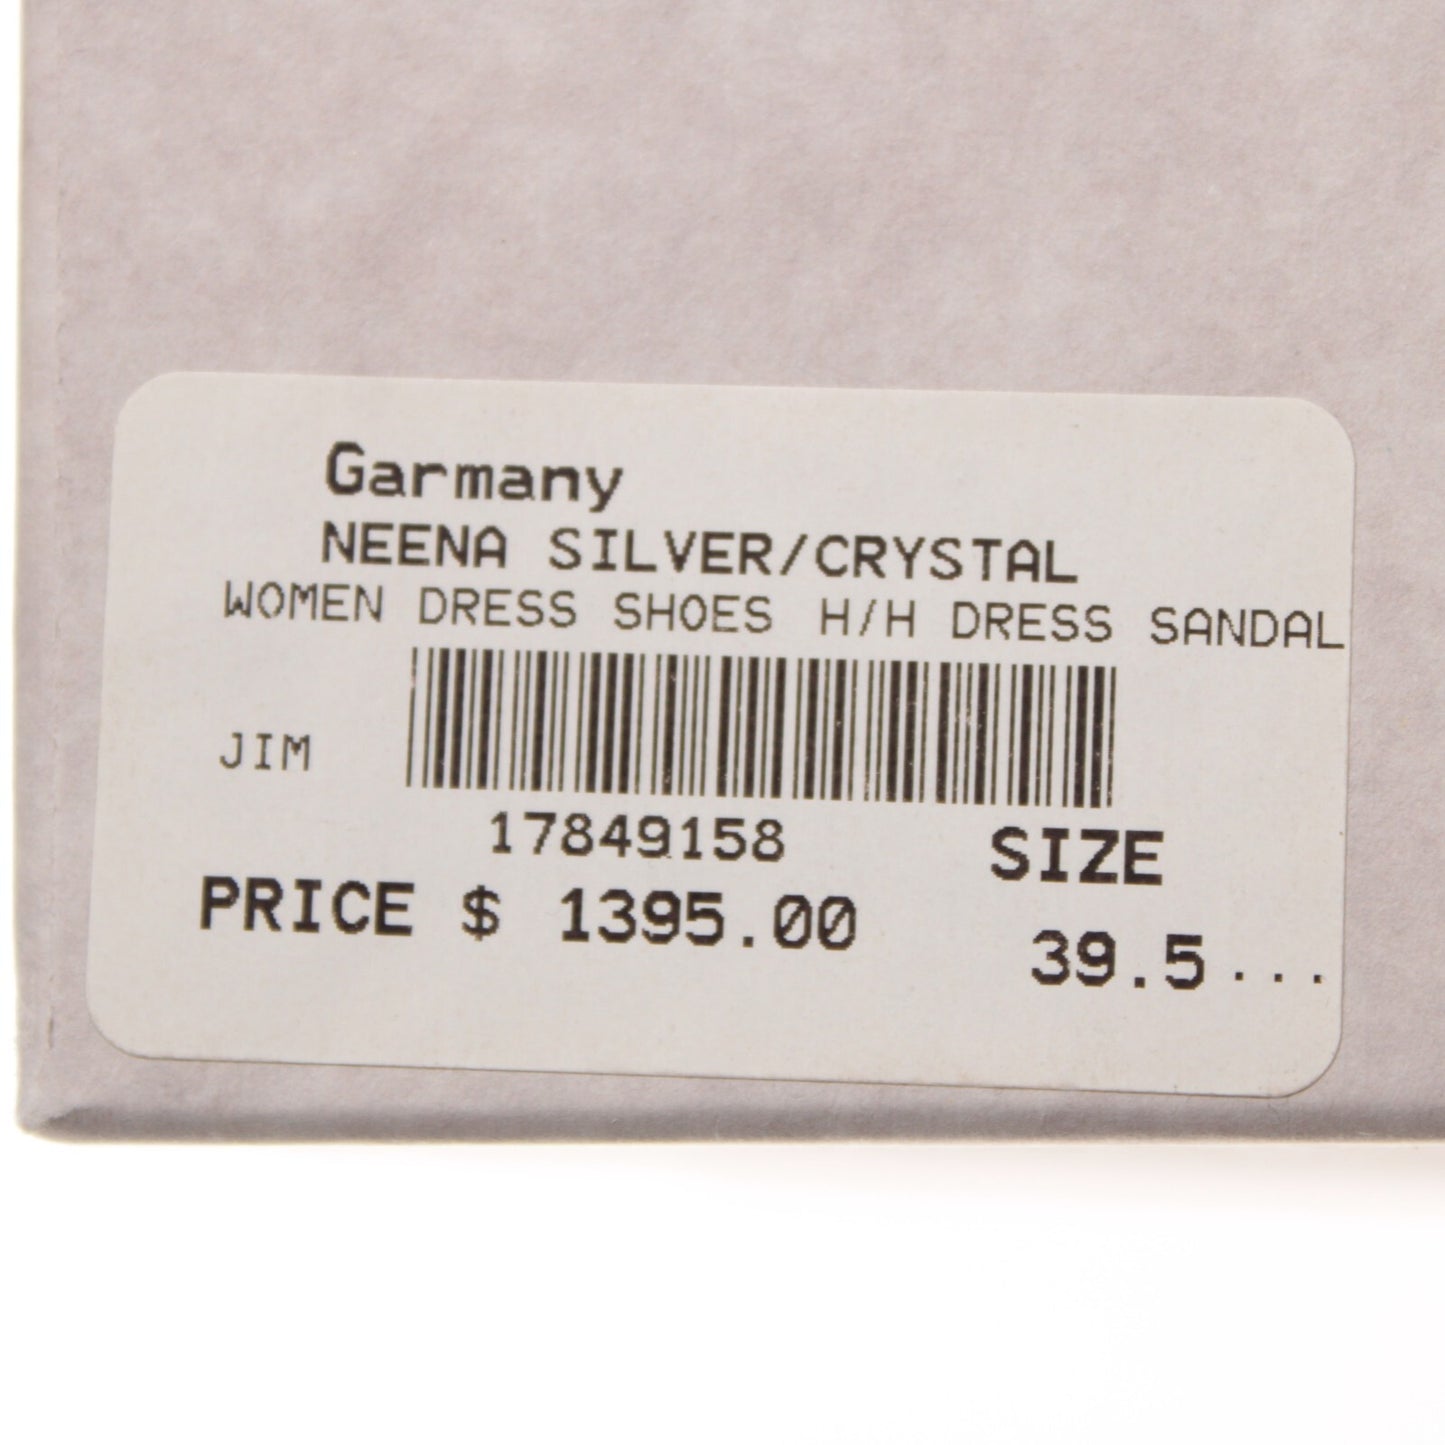 Garmany
NEENA SILVER/CRYSTAL
WOMEN DRESS SHOES H/H DRESS SANDAL
JIM
17849158
SIZE
PRICE $ 1395.00
39.5...